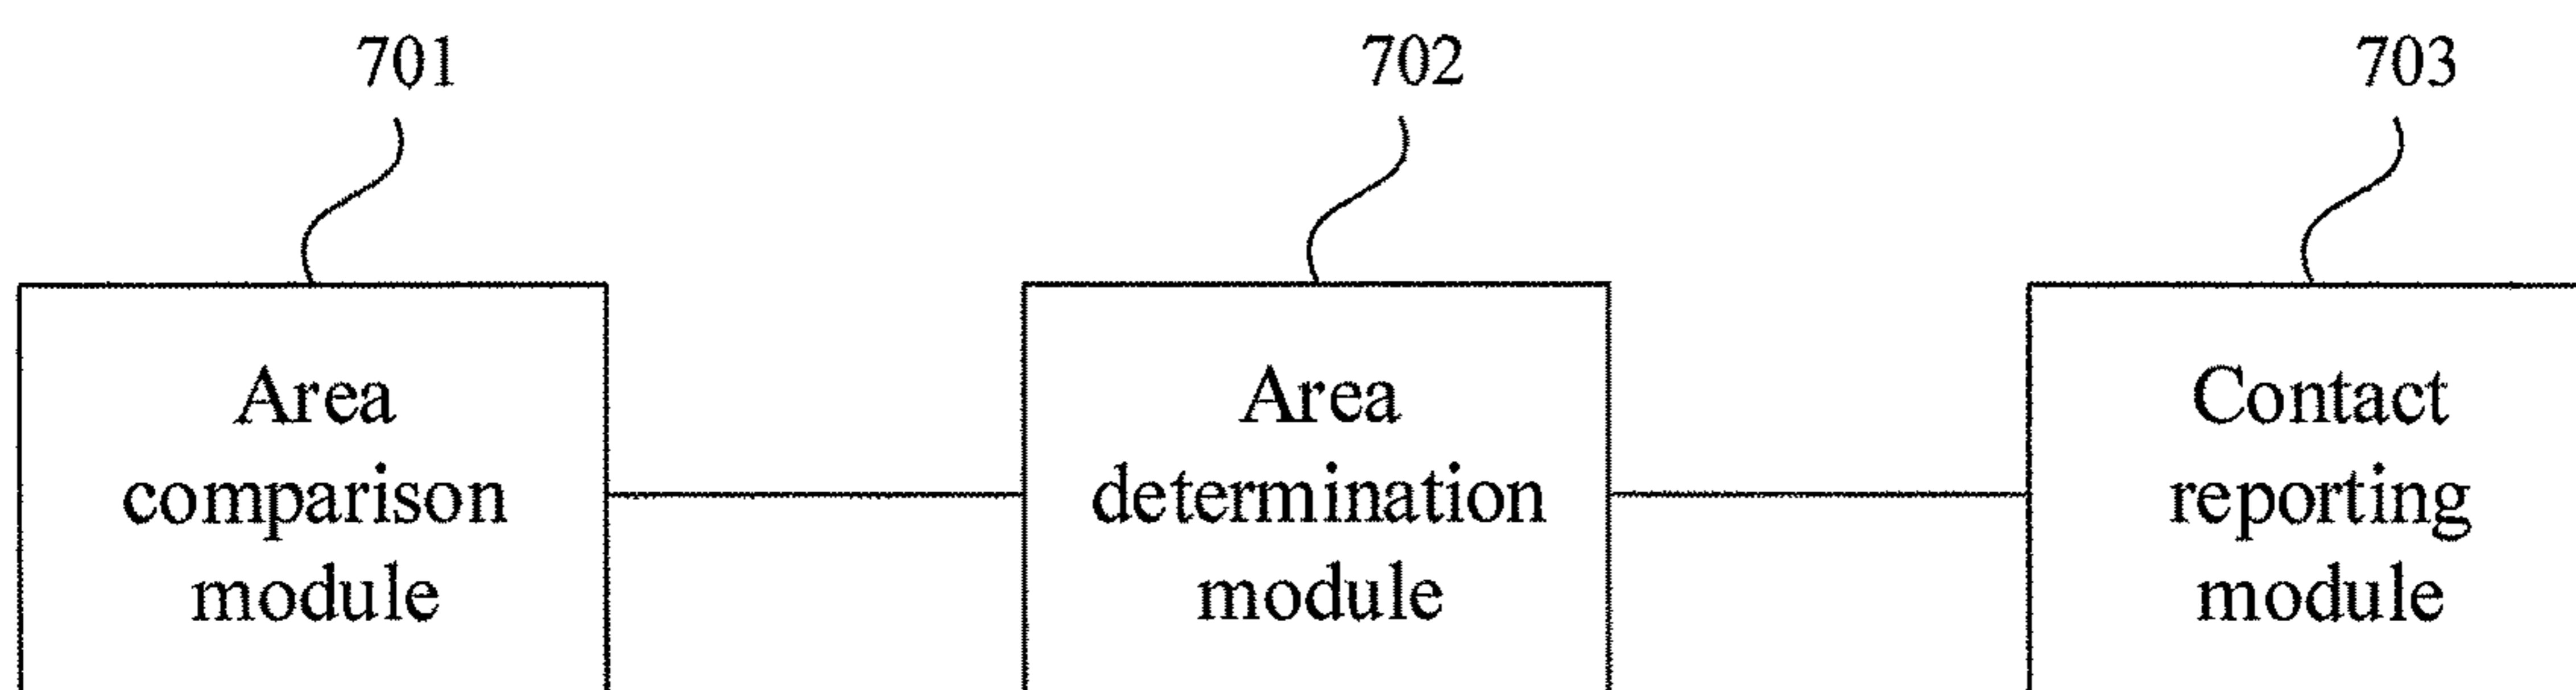 701
702
703
Area
comparison
module
Area
determination
module
Contact
reporting
module